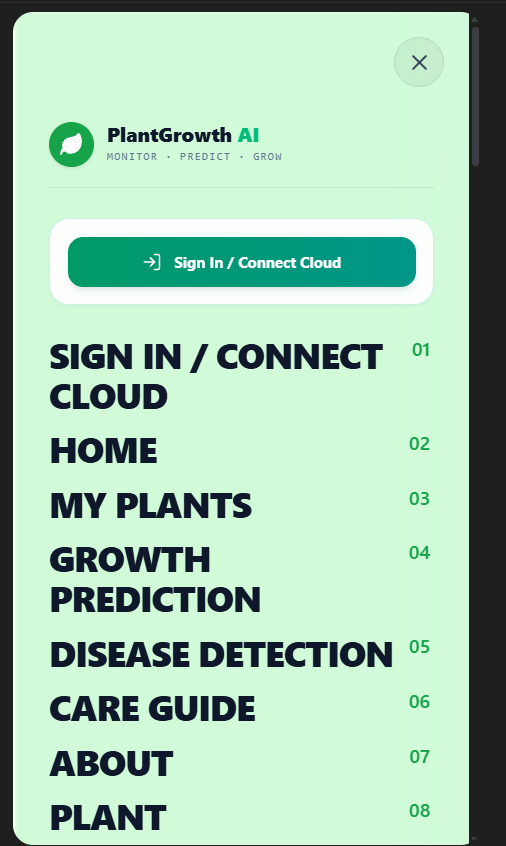 PlantGrowth AI
MONITOR · PREDICT · GROW
Sign In / Connect Cloud
SIGN IN / CONNECT 01
CLOUD
HOME 02
MY PLANTS 03
GROWTH 04
PREDICTION
DISEASE DETECTION 05
CARE GUIDE 06
ABOUT 07
PLANT 08